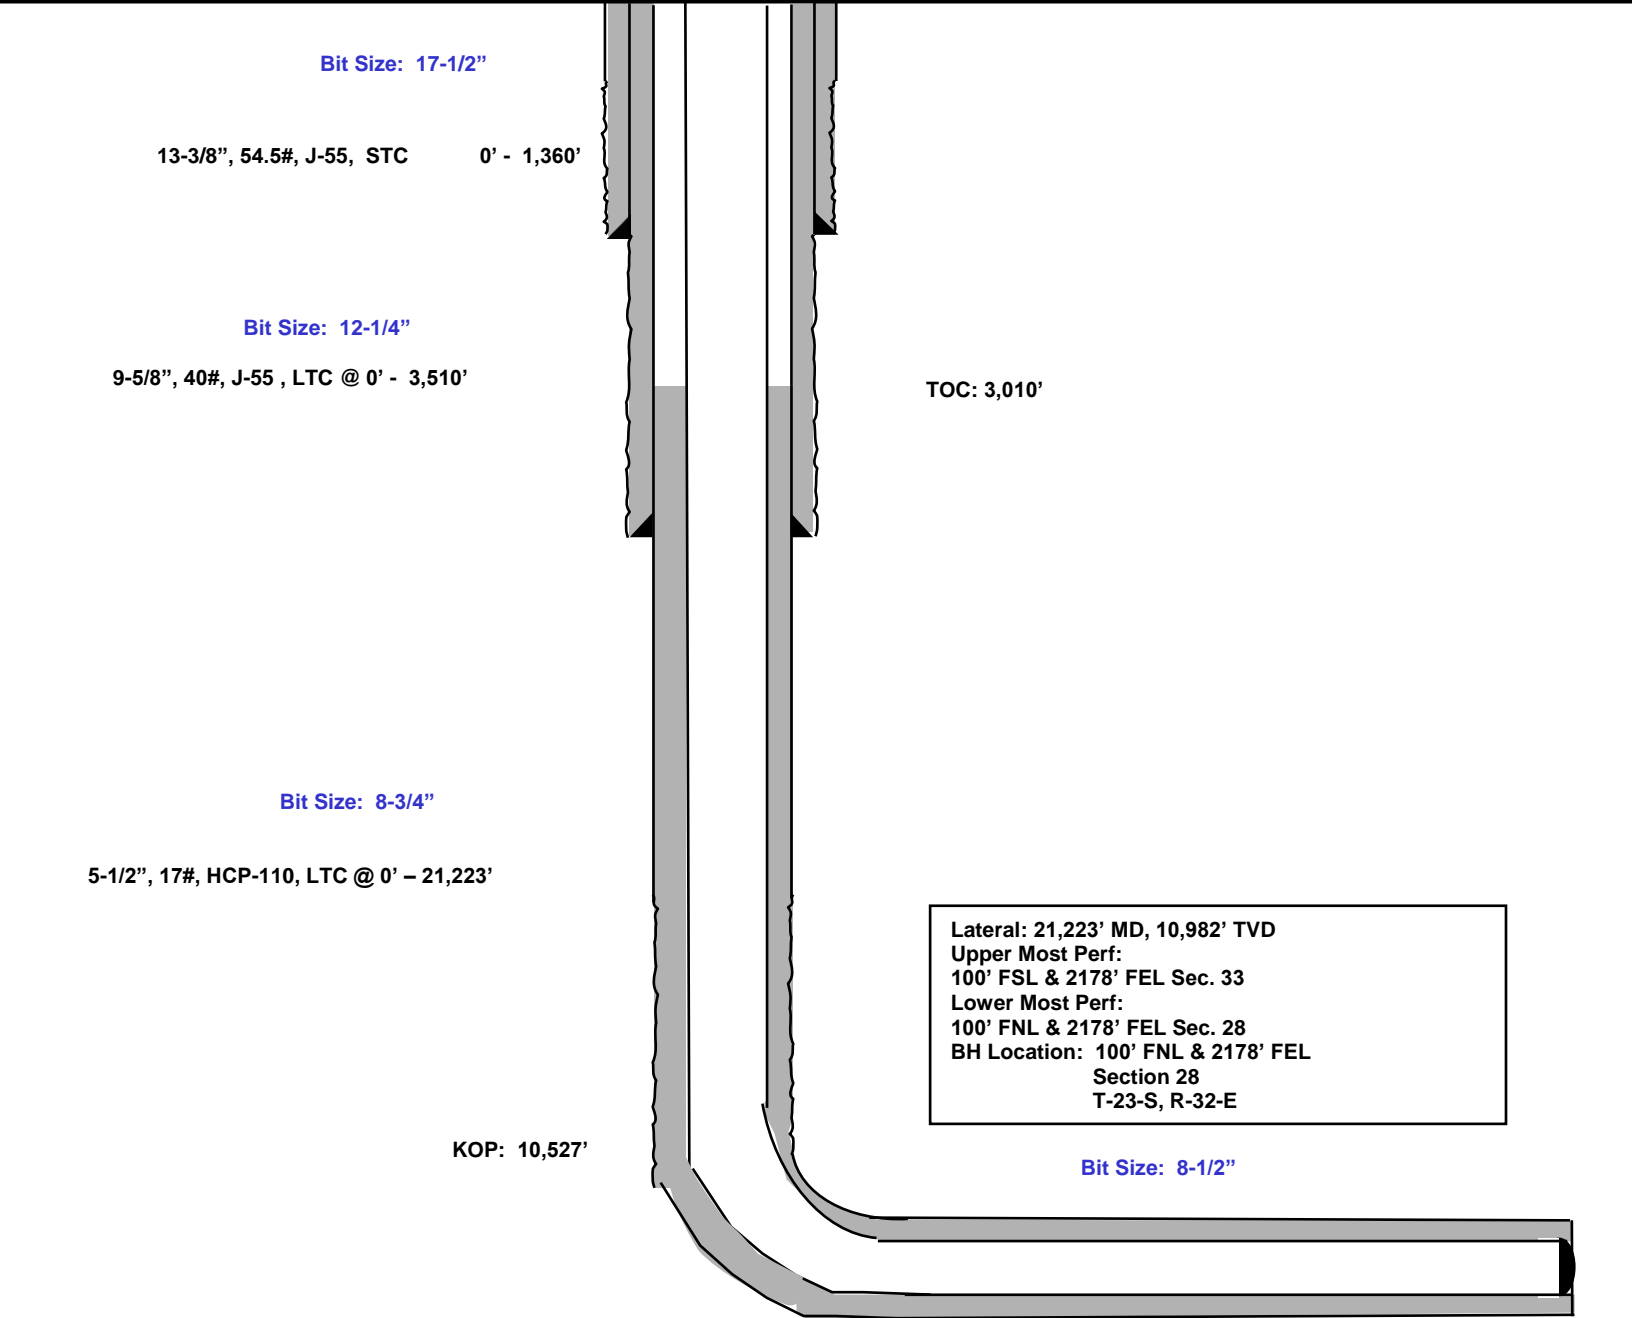 Bit Size: 17-1/2”
13-3/8”, 54.5#, J-55, STC 0’ - 1,360’
Bit Size: 12-1/4”
9-5/8”, 40#, J-55 , LTC @ 0’ - 3,510’
TOC: 3,010’
Bit Size: 8-3/4”
5-1/2”, 17#, HCP-110, LTC @ 0’ – 21,223’
Lateral: 21,223’ MD, 10,982’ TVD
Upper Most Perf:
100’ FSL & 2178’ FEL Sec. 33
Lower Most Perf:
100’ FNL & 2178’ FEL Sec. 28
BH Location: 100’ FNL & 2178’ FEL
Section 28
T-23-S, R-32-E
KOP: 10,527’
Bit Size: 8-1/2”